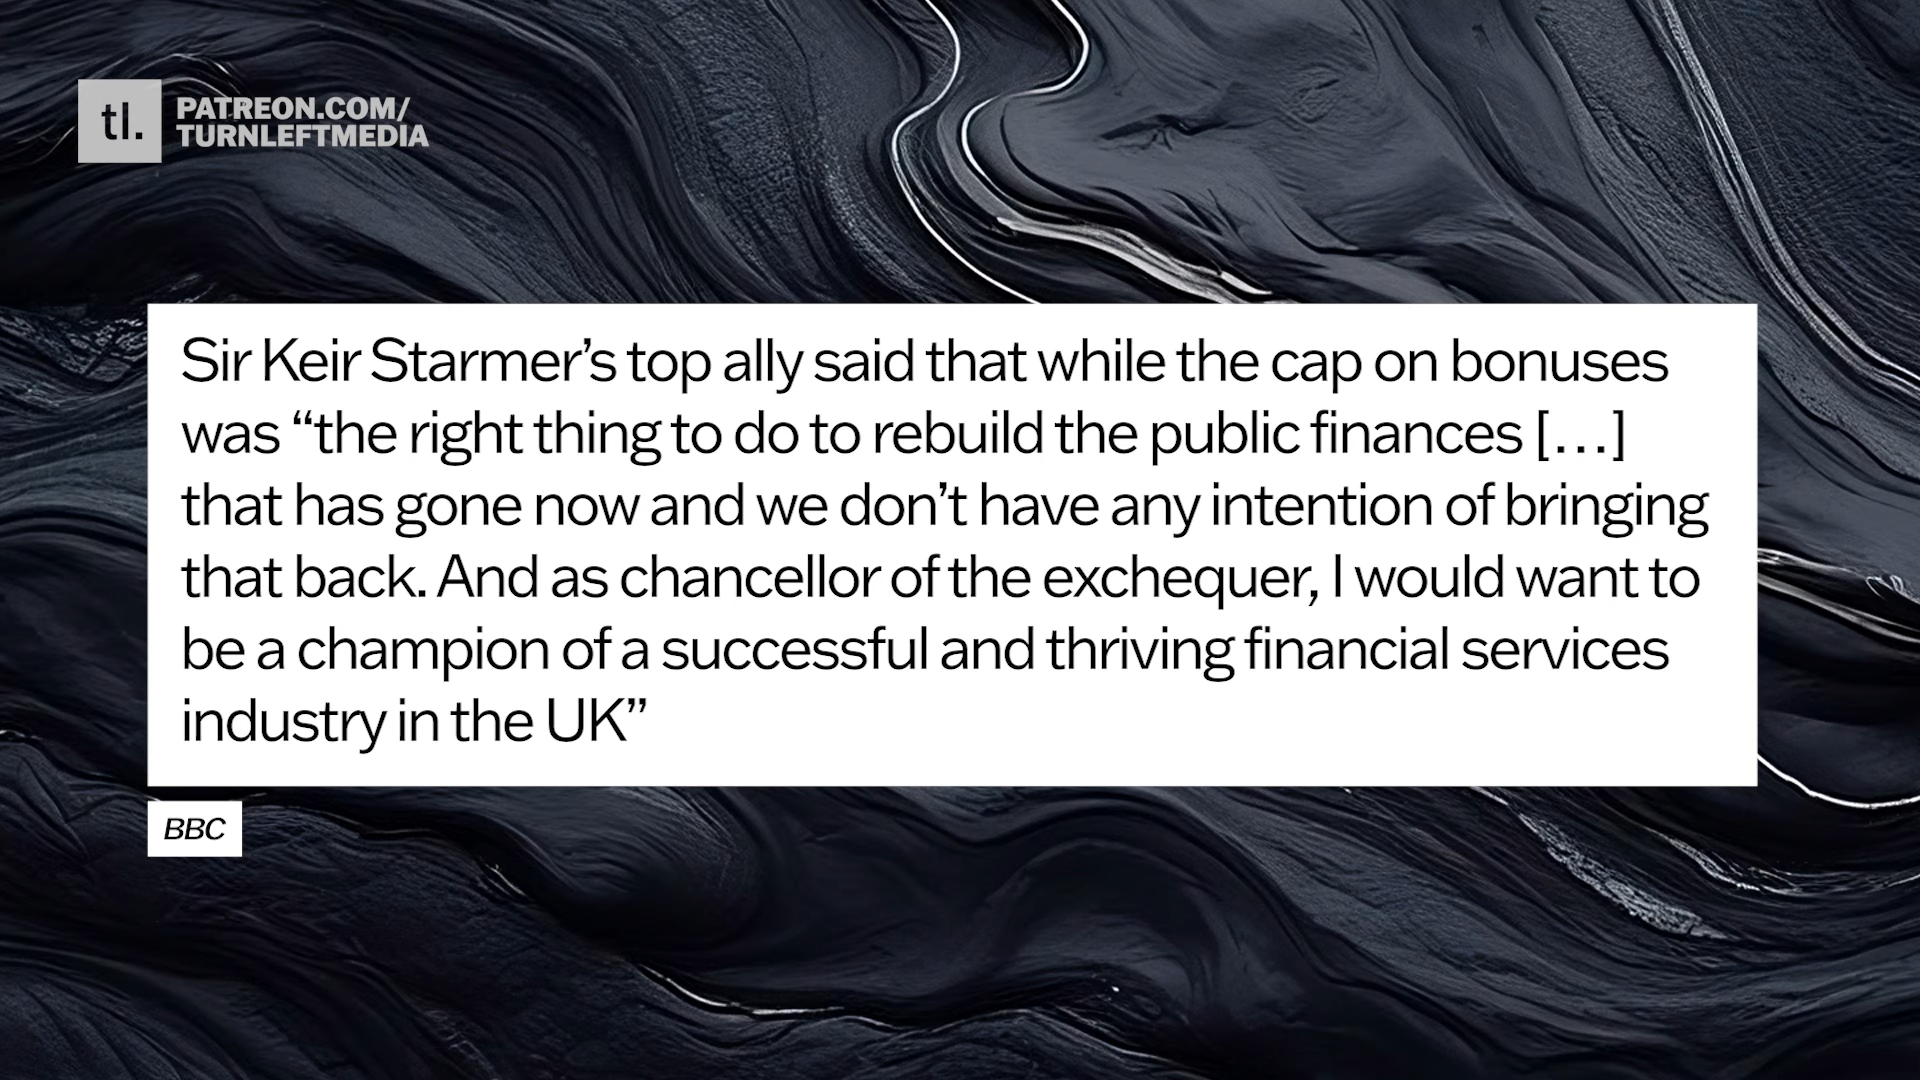 tl.
PATREON.COM/
TURNLEFTMEDIA
Sir Keir Starmer’s top ally said that while the cap on bonuses
was “the right thing to do to rebuild the public finances [...]
that has gone now and we don’t have any intention of bringing
that back. And as chancellor of the exchequer, I would want to
be a champion of a successful and thriving financial services
industry in the UK”
BBC